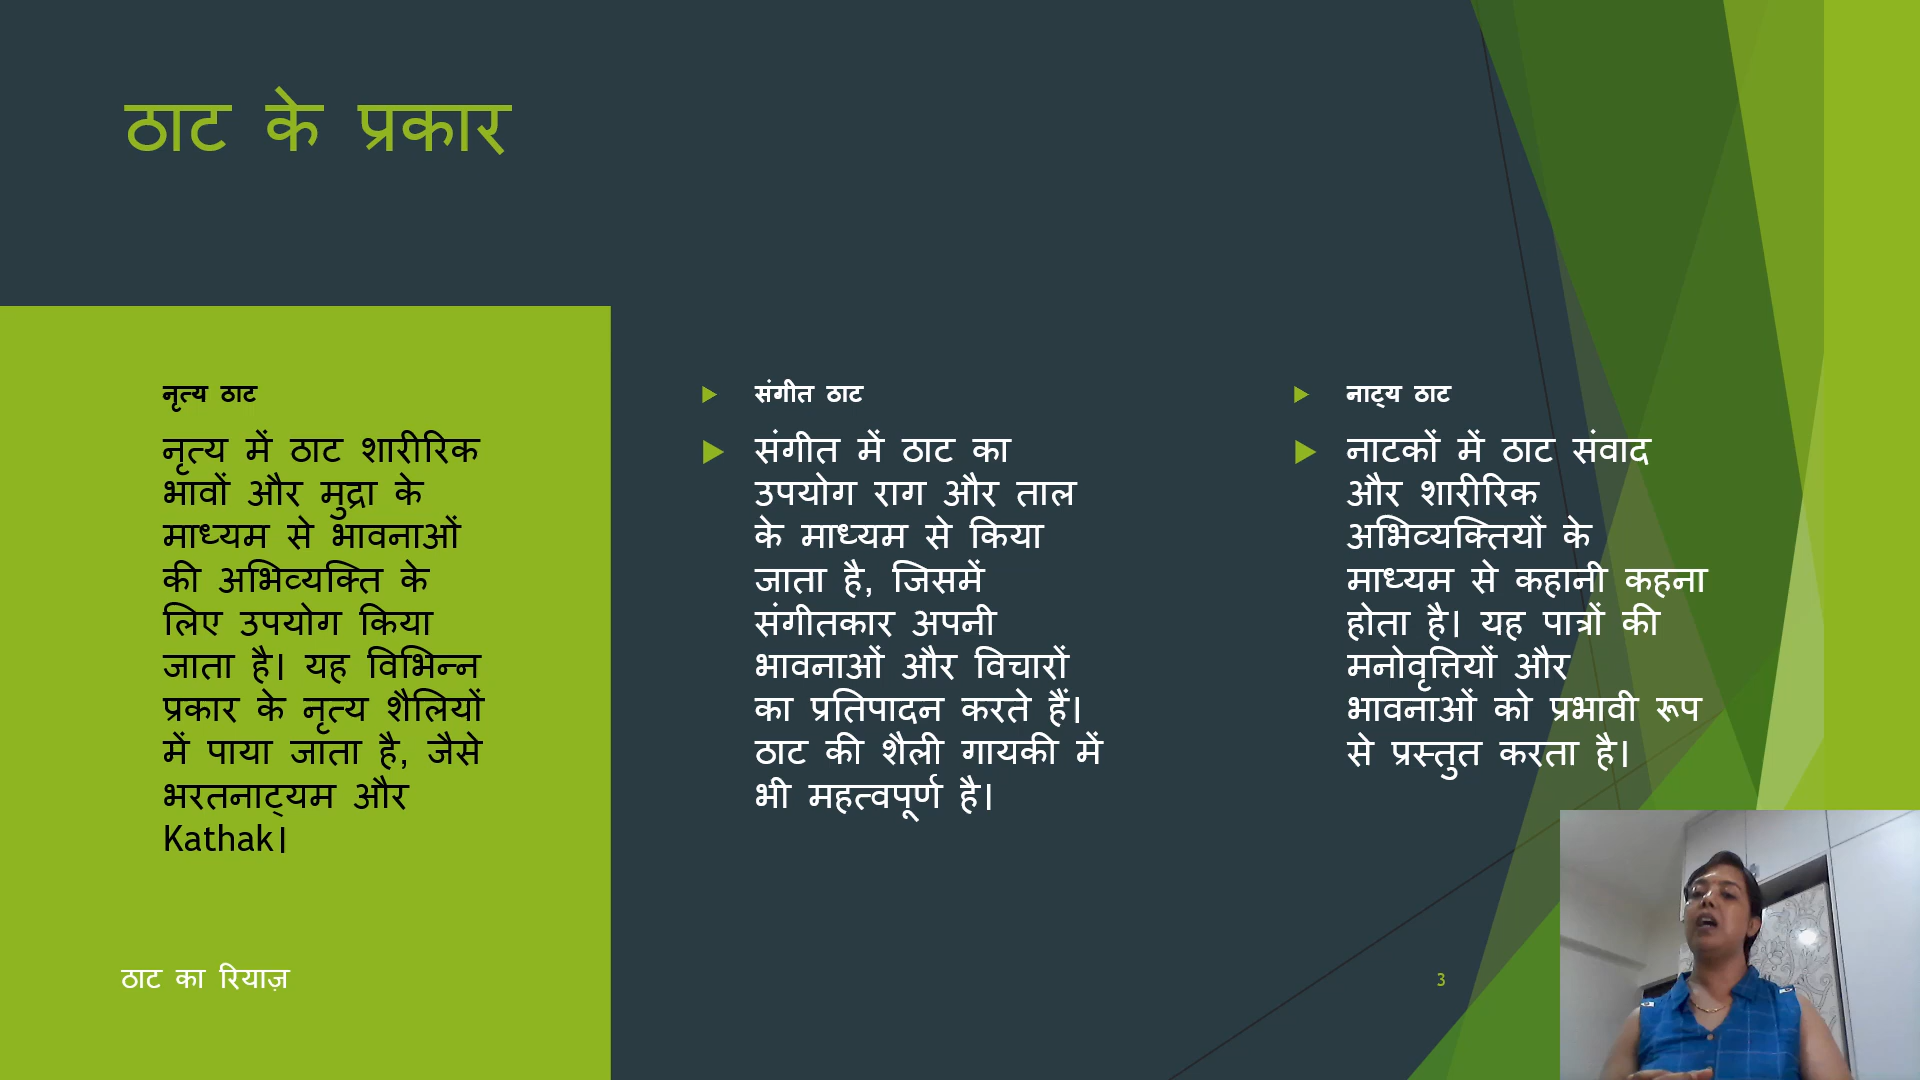 ठाट के प्रकार
नृत्य ठाट
नृत्य में ठाट शारीरिक
भावों और मुद्रा के
माध्यम से भावनाओं
की अभिव्यक्ति के
लिए उपयोग किया
जाता है। यह विभिन्न
प्रकार के नृत्य शैलियों
में पाया जाता है, जैसे
भरतनाट्यम और
Kathak।
संगीत ठाट
संगीत में ठाट का
उपयोग राग और ताल
के माध्यम से किया
जाता है, जिसमें
संगीतकार अपनी
भावनाओं और विचारों
का प्रतिपादन करते हैं।
ठाट की शैली गायकी में
भी महत्वपूर्ण है।
नाट्य ठाट
नाटकों में ठाट संवाद
और शारीरिक
अभिव्यक्तियों के
माध्यम से कहानी कहना
होता है। यह पात्रों की
मनोवृत्तियों और
भावनाओं को प्रभावी रूप
से प्रस्तुत करता है।
ठाट का रियाज़
3